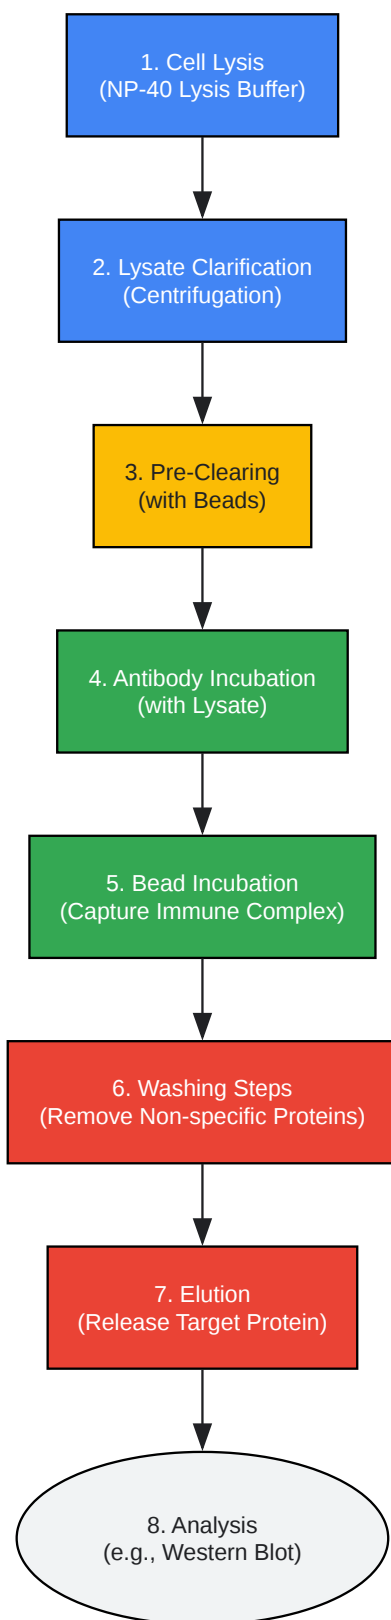 1. Cell Lysis
(NP-40 Lysis Buffer)
2. Lysate Clarification
(Centrifugation)
3. Pre-Clearing
(with Beads)
4. Antibody Incubation
(with Lysate)
5. Bead Incubation
(Capture Immune Complex)
6. Washing Steps
(Remove Non-specific Proteins)
7. Elution
(Release Target Protein)
8. Analysis
(e.g., Western Blot)